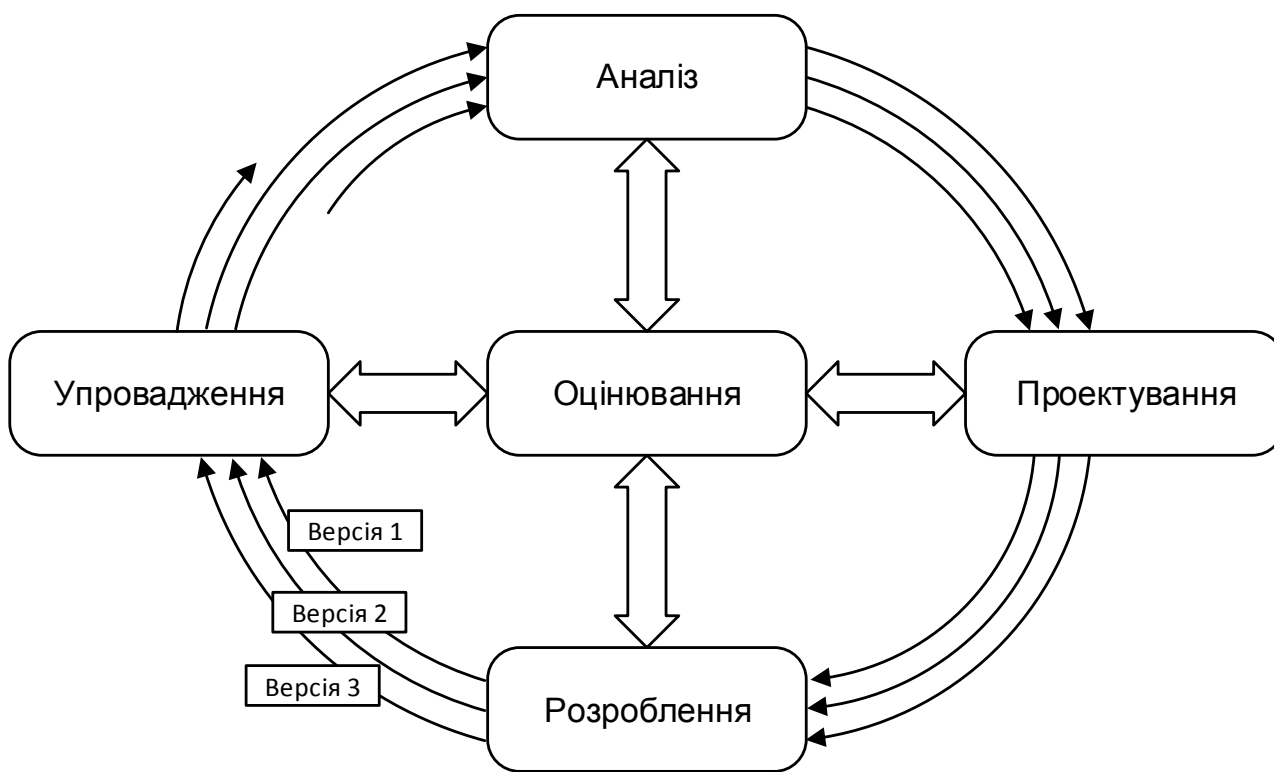 Аналіз
Упровадження
Оцінювання
Проектування
Версія 1
Версія 2
Версія 3
Розроблення